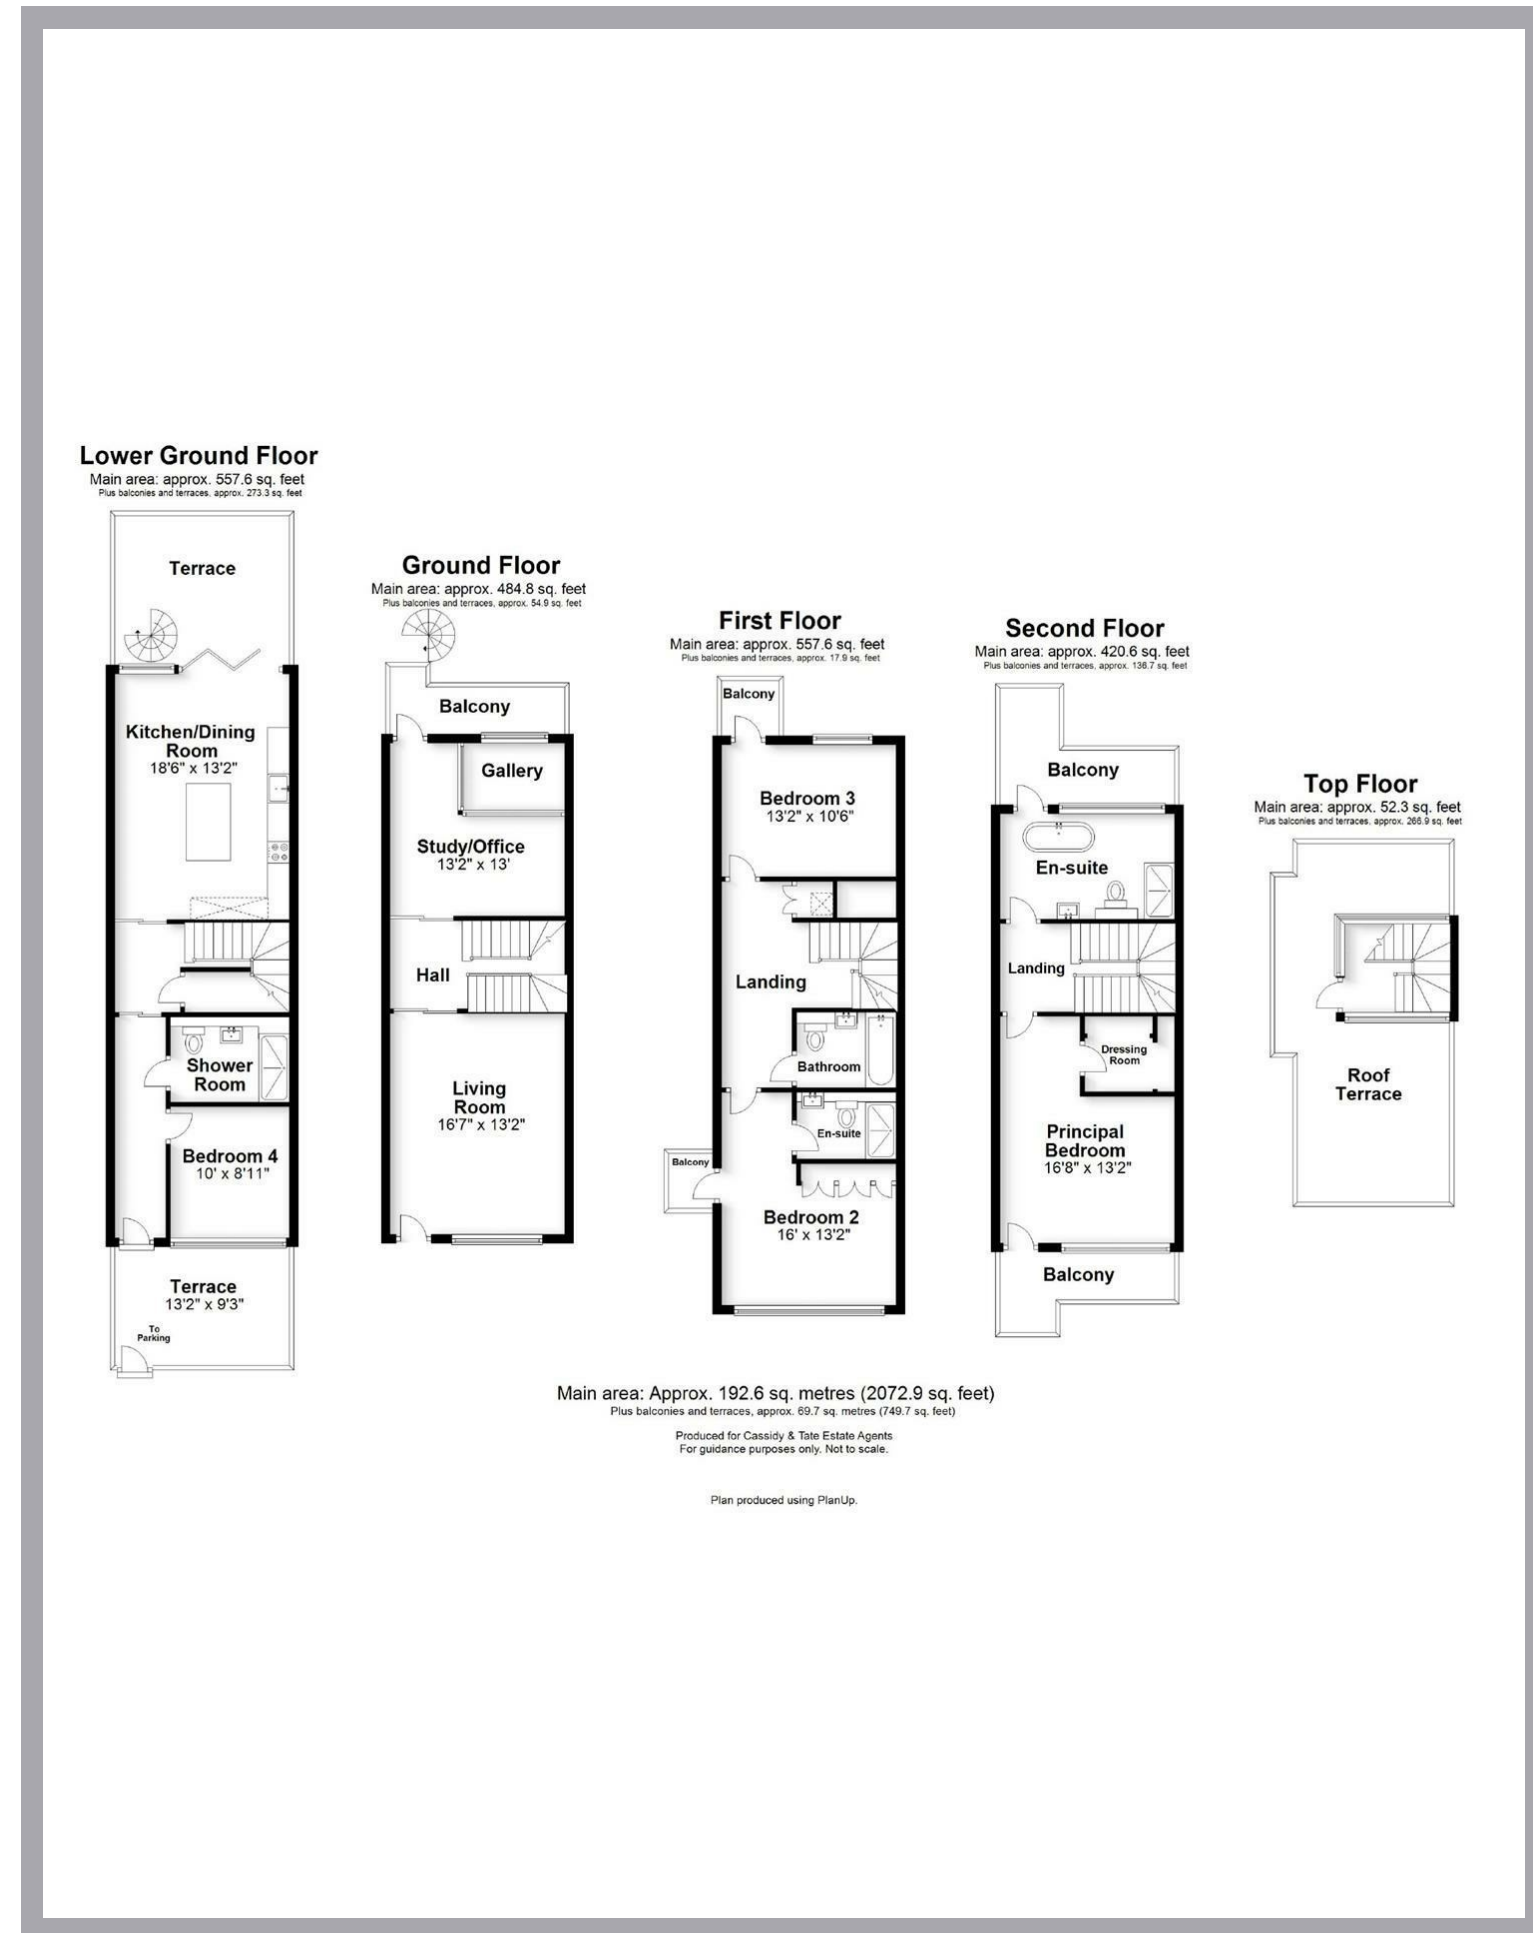 Lower Ground Floor
Main area: approx. 557.6 sq. feet
Plus balconies and terraces, approx. 273.3 sq. feet
Terrace
Kitchen/Dining
Room
18'6" x 13'2"
Shower
Room
Bedroom 4
10' x 8'11"
Terrace
13'2" x 9'3"
To
Parking
Ground Floor
Main area: approx. 484.8 sq. feet
Plus balconies and terraces, approx. 54.9 sq. feet
Balcony
Gallery
Study/Office
13'2" x 13'
Hall
Living
Room
16'7" x 13'2"
First Floor
Main area: approx. 557.6 sq. feet
Plus balconies and terraces, approx. 17.9 sq. feet
Balcony
Bedroom 3
13'2" x 10'6"
Landing
Bathroom
En-suite
Balcony
Bedroom 2
16' x 13'2"
Second Floor
Main area: approx. 420.6 sq. feet
Plus balconies and terraces, approx. 136.7 sq. feet
Balcony
En-suite
Landing
Dressing
Room
Principal
Bedroom
16'8" x 13'2"
Balcony
Top Floor
Main area: approx. 52.3 sq. feet
Plus balconies and terraces, approx. 266.9 sq. feet
Roof
Terrace
Main area: Approx. 192.6 sq. metres (2072.9 sq. feet)
Plus balconies and terraces, approx. 69.7 sq. metres (749.7 sq. feet)
Produced for Cassidy & Tate Estate Agents
For guidance purposes only. Not to scale.
Plan produced using PlanUp.